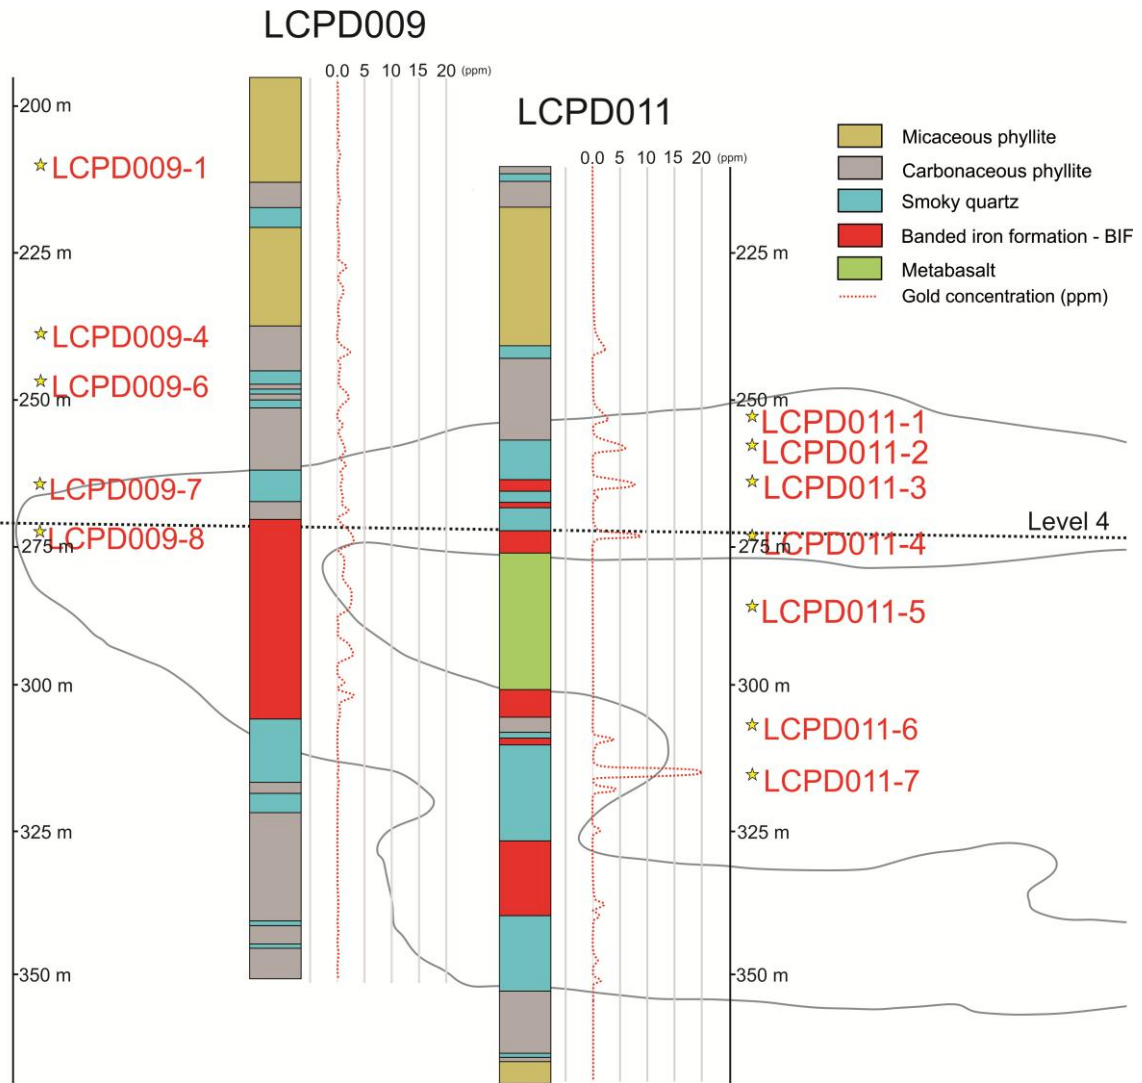 LCPD009
0.0 5 10 15 20 (ppm)
200 m
LCPD009-1
225 m
LCPD009-4
LCPD009-6
250 m
LCPD009-7
LCPD009-8
275 m
300 m
325 m
350 m
LCPD011
0.0 5 10 15 20 (ppm)
225 m
250 m
LCPD011-1
LCPD011-2
LCPD011-3
Level 4
LCPD011-4
275 m
LCPD011-5
300 m
LCPD011-6
LCPD011-7
325 m
350 m
Micaceous phyllite
Carbonaceous phyllite
Smoky quartz
Banded iron formation - BIF
Metabasalt
Gold concentration (ppm)